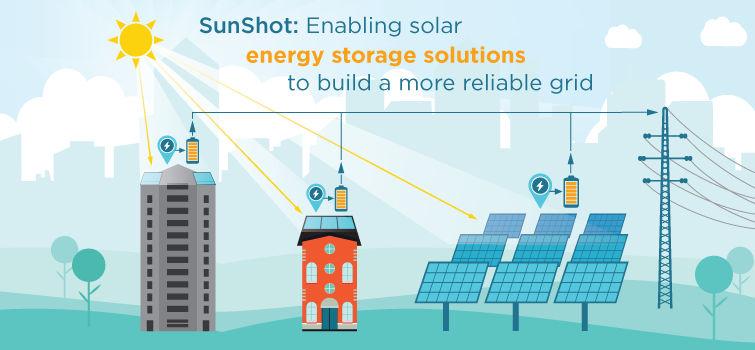 SunShot: Enabling solar
energy storage solutions
to build a more reliable grid